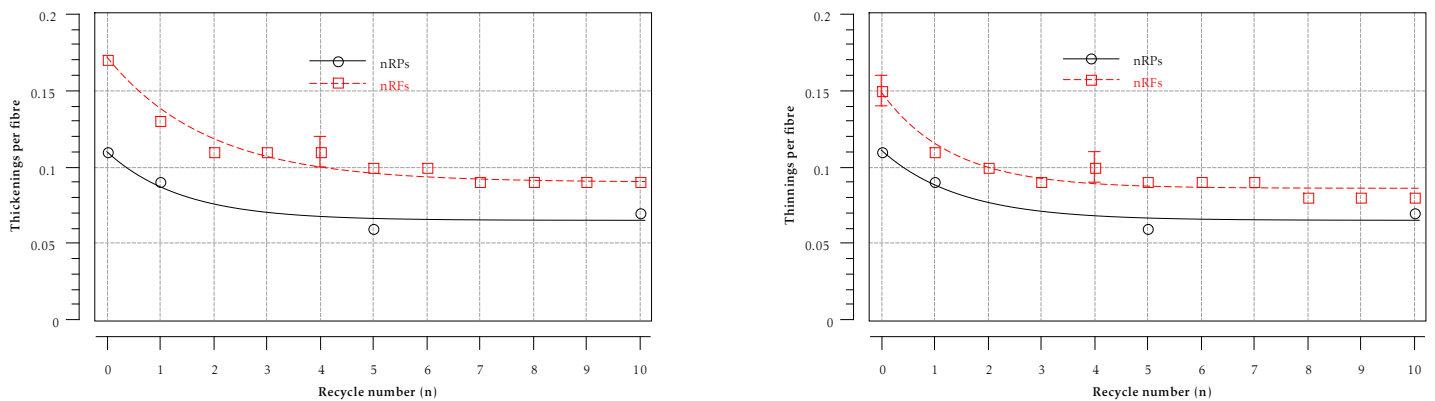 0.2
0.15
0.1
0.05
0
Thickenings per fibre
nRPs
nRFs
0 1 2 3 4 5 6 7 8 9 10
Recycle number (n)
0.2
0.15
0.1
0.05
0
Thinnings per fibre
nRPs
nRFs
0 1 2 3 4 5 6 7 8 9 10
Recycle number (n)